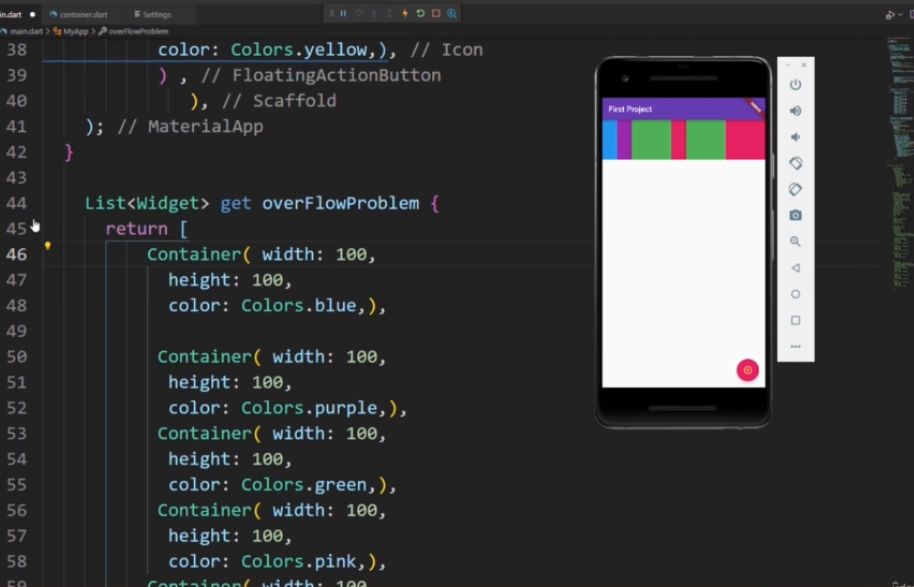 in.dart
container.dart
Settings
main.dart > MyApp > overFlowProblem
38 color: Colors.yellow,), // Icon
39 ) , // FloatingActionButton
40 ), // Scaffold
41 ); // MaterialApp
42 }
43
44 List<Widget> get overFlowProblem {
45 return [
46 Container( width: 100,
47 height: 100,
48 color: Colors.blue,),
49
50 Container( width: 100,
51 height: 100,
52 color: Colors.purple,),
53 Container( width: 100,
54 height: 100,
55 color: Colors.green,),
56 Container( width: 100,
57 height: 100,
58 color: Colors.pink,),
59 Container( width: 100,
First Project